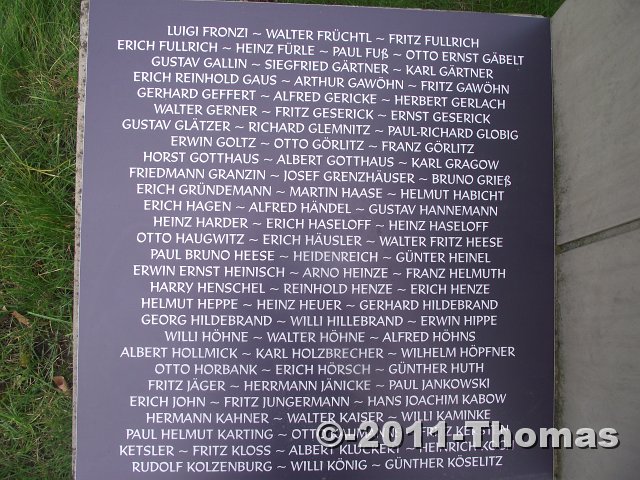 LUIGI FRONZI ~ WALTER FRÜCHTL ~ FRITZ FULLRICH
ERICH FULLRICH ~ HEINZ FÜRLE ~ PAUL FUß ~ OTTO ERNST GÄBELT
GUSTAV GALLIN ~ SIEGFRIED GÄRTNER ~ KARL GÄRTNER
ERICH REINHOLD GAUS ~ ARTHUR GAWÖHN ~ FRITZ GAWÖHN
GERHARD GEFFERT ~ ALFRED GERICKE ~ HERBERT GERLACH
WALTER GERNER ~ FRITZ GESERICK ~ ERNST GESERICK
GUSTAV GLÄTZER ~ RICHARD GLEMNITZ ~ PAUL-RICHARD GLOBIG
ERWIN GOLTZ ~ OTTO GÖRLITZ ~ FRANZ GÖRLITZ
HORST GOTTHAUS ~ ALBERT GOTTHAUS ~ KARL GRAGOW
FRIEDMANN GRANZIN ~ JOSEF GRENZHÄUSER ~ BRUNO GRIEß
ERICH GRÜNDEMANN ~ MARTIN HAASE ~ HELMUT HABICHT
ERICH HAGEN ~ ALFRED HÄNDEL ~ GUSTAV HANNEMANN
HEINZ HARDER ~ ERICH HASELOFF ~ HEINZ HASELOFF
OTTO HAUGWITZ ~ ERICH HÄUSLER ~ WALTER FRITZ HEESE
PAUL BRUNO HEESE ~ HEIDENREICH ~ GÜNTER HEINEL
ERWIN ERNST HEINISCH ~ ARNO HEINZE ~ FRANZ HELMUTH
HARRY HENSCHEL ~ REINHOLD HENZE ~ ERICH HENZE
HELMUT HEPPE ~ HEINZ HEUER ~ GERHARD HILDEBRAND
GEORG HILDEBRAND ~ WILLI HILLEBRAND ~ ERWIN HIPPE
WILLI HÖHNE ~ WALTER HÖHNE ~ ALFRED HÖHNS
ALBERT HOLLMICK ~ KARL HOLZBRECHER ~ WILHELM HÖPFNER
OTTO HORBANK ~ ERICH HÖRSCH ~ GÜNTHER HUTH
FRITZ JÄGER ~ HERRMANN JÄNICKE ~ PAUL JANKOWSKI
ERICH JOHN ~ FRITZ JUNGERMANN ~ HANS JOACHIM KABOW
HERMANN KAHNER ~ WALTER KAISER ~ WILLI KAMINKE
PAUL HELMUT KARTING ~ OTTO ~ FRITZ
KETSLER ~ FRITZ KLOSS ~ ALBERT KLUCKERT ~ HEINRICH
RUDOLF KOLZENBURG ~ WILLI KÖNIG ~ GÜNTHER KÖSELITZ
©-2011-Thomas